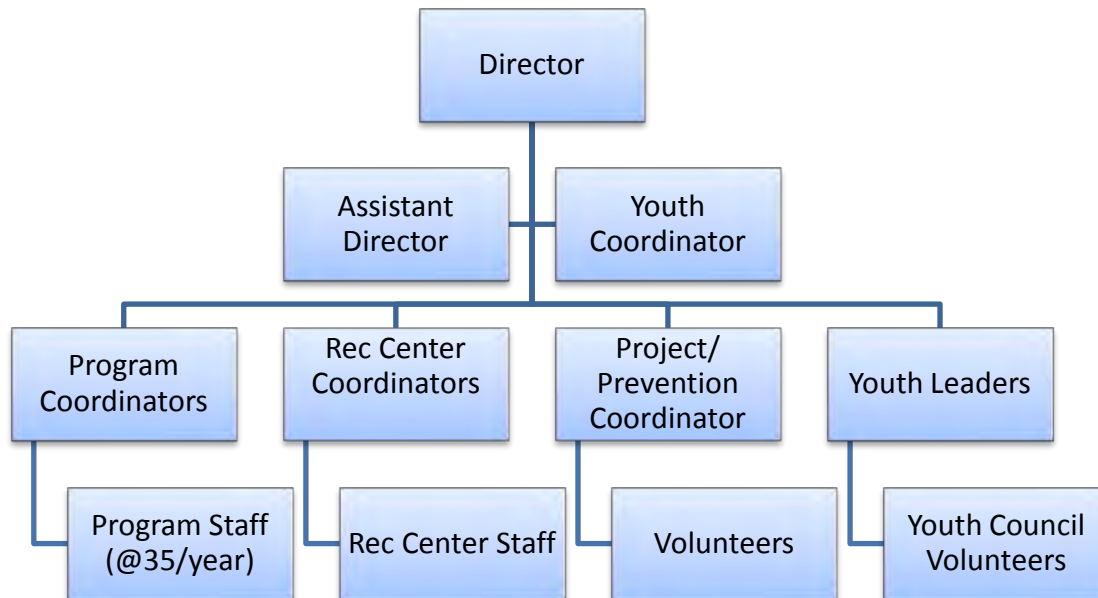 Director
Assistant
Director
Youth
Coordinator
Program
Coordinators
Rec Center
Coordinators
Project/
Prevention
Coordinator
Youth Leaders
Program Staff
(@35/year)
Rec Center Staff
Volunteers
Youth Council
Volunteers